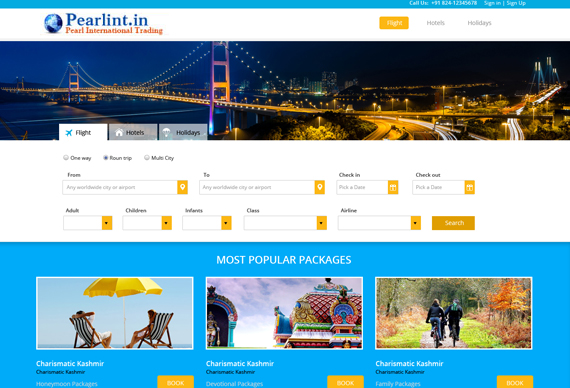 Call Us: +91 824-12345678 Sign in | Sign Up
Pearlint.in
Pearl International Trading
Flight Hotels Holidays
Flight Hotels Holidays
One way Roun trip Multi City
From To Check in Check out
Any worldwide city or airport Any worldwide city or airport Pick a Date Pick a Date
Adult Children Infants Class Airline
Search
MOST POPULAR PACKAGES
Charismatic Kashmir Charismatic Kashmir Charismatic Kashmir
Charismatic Kashmir Charismatic Kashmir Charismatic Kashmir
Honeymoon Packages BOOK Devotional Packages BOOK Family Packages BOOK